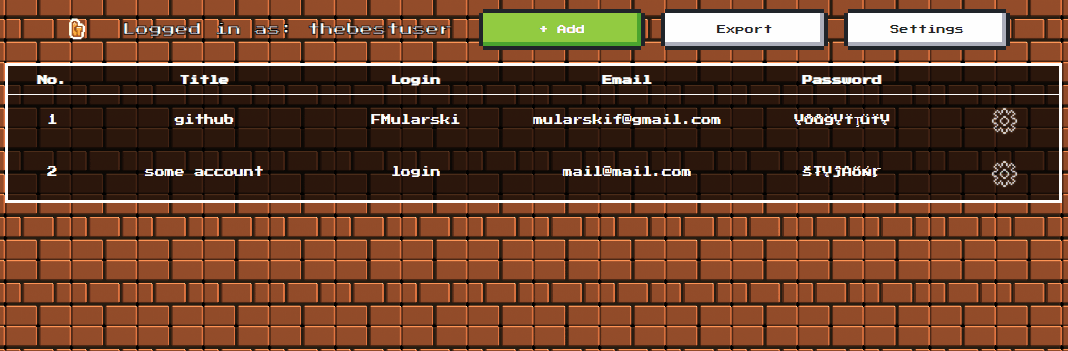 Logged in as: thebestuser + Add Export Settings
No. Title Login Email Password
1 github FMularski mularskif@gmail.com
2 some account login mail@mail.com